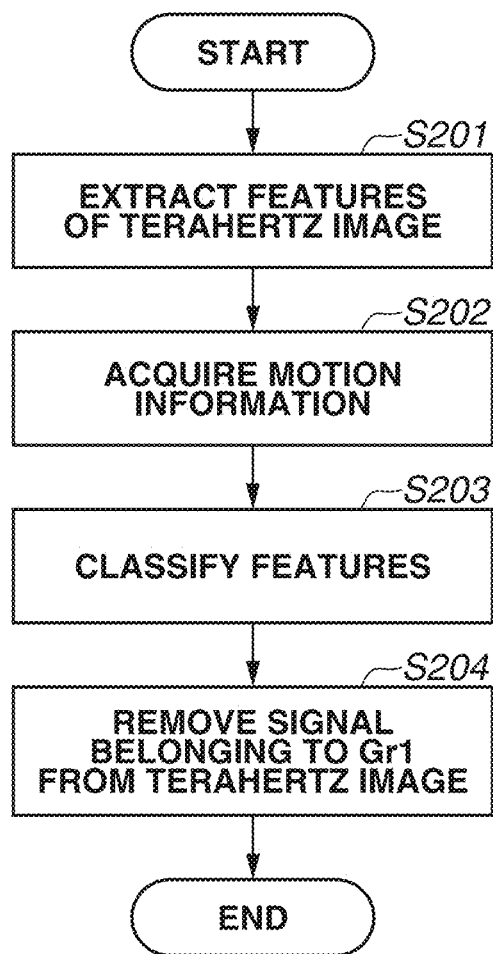 START
S201
EXTRACT FEATURES
OF TERAHERTZ IMAGE
S202
ACQUIRE MOTION
INFORMATION
S203
CLASSIFY FEATURES
S204
REMOVE SIGNAL
BELONGING TO Gr1
FROM TERAHERTZ IMAGE
END